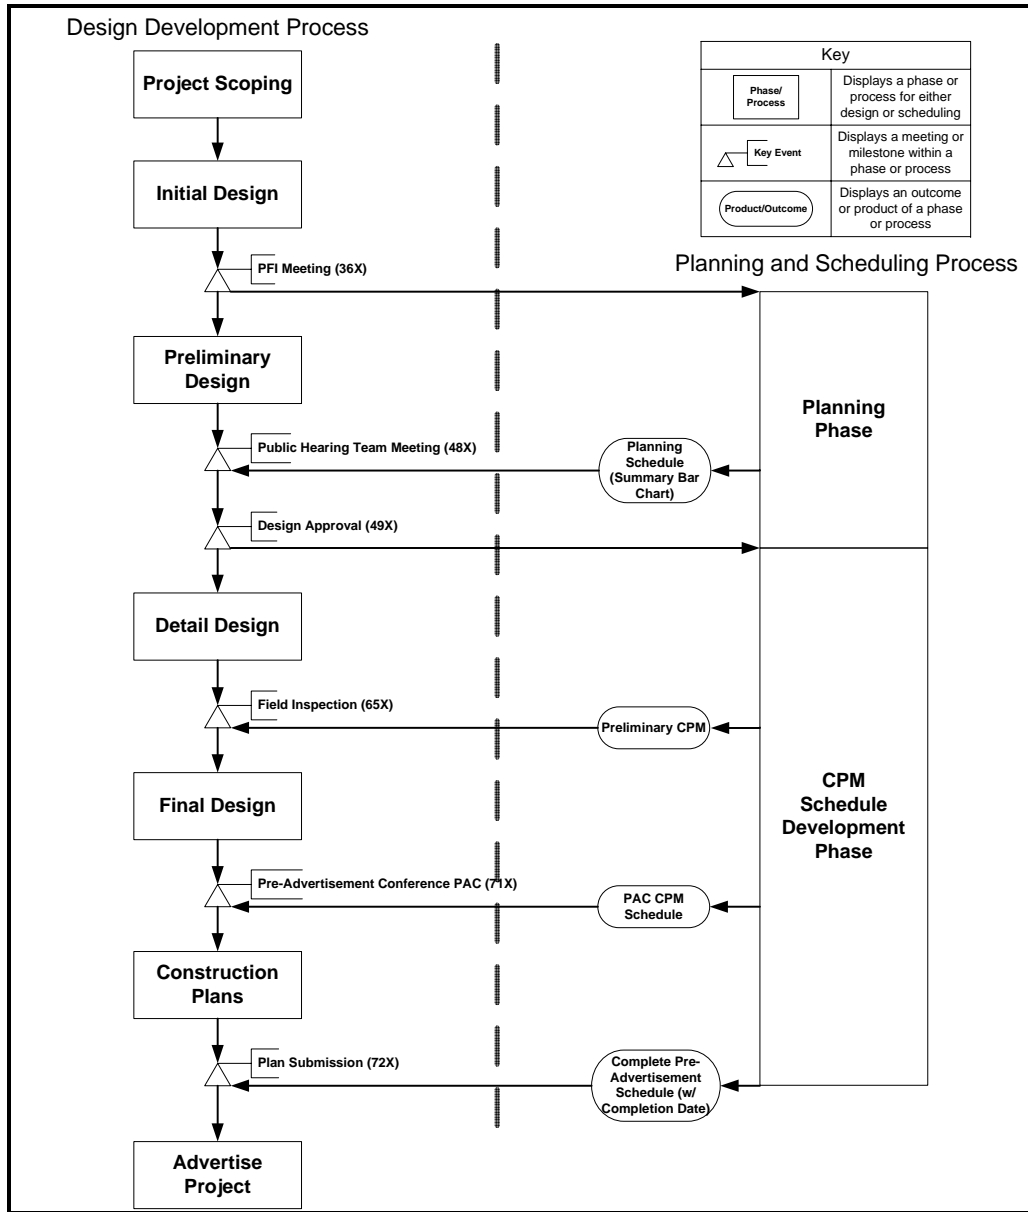 Design Development Process
Project Scoping
Initial Design
PFI Meeting (36X)
Preliminary
Design
Public Hearing Team Meeting (48X)
Design Approval (49X)
Detail Design
Field Inspection (65X)
Final Design
Pre-Advertisement Conference PAC (71X)
Construction
Plans
Plan Submission (72X)
Advertise
Project
Key
Phase/
Process
Displays a phase or
process for either
design or scheduling
Key Event
Displays a meeting or
milestone within a
phase or process
Product/Outcome
Displays an outcome
or product of a phase
or process
Planning and Scheduling Process
Planning
Phase
Planning
Schedule
(Summary Bar
Chart)
CPM
Schedule
Development
Phase
Preliminary CPM
PAC CPM
Schedule
Complete Pre-
Advertisement
Schedule (w/
Completion Date)